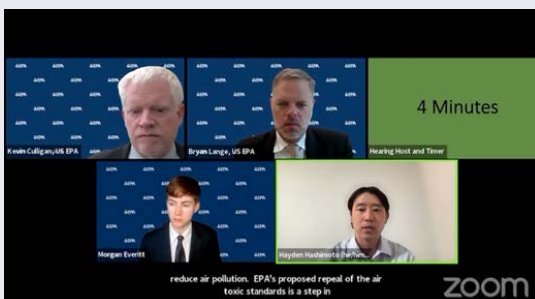 4 Minutes
Kevin Culligan, US EPA
Bryan Lange, US EPA
Hearing Host and Timer
Morgan Everitt
Hayden Hashimoto (he/him...
reduce air pollution. EPA's proposed repeal of the air
toxic standards is a step in
zoom